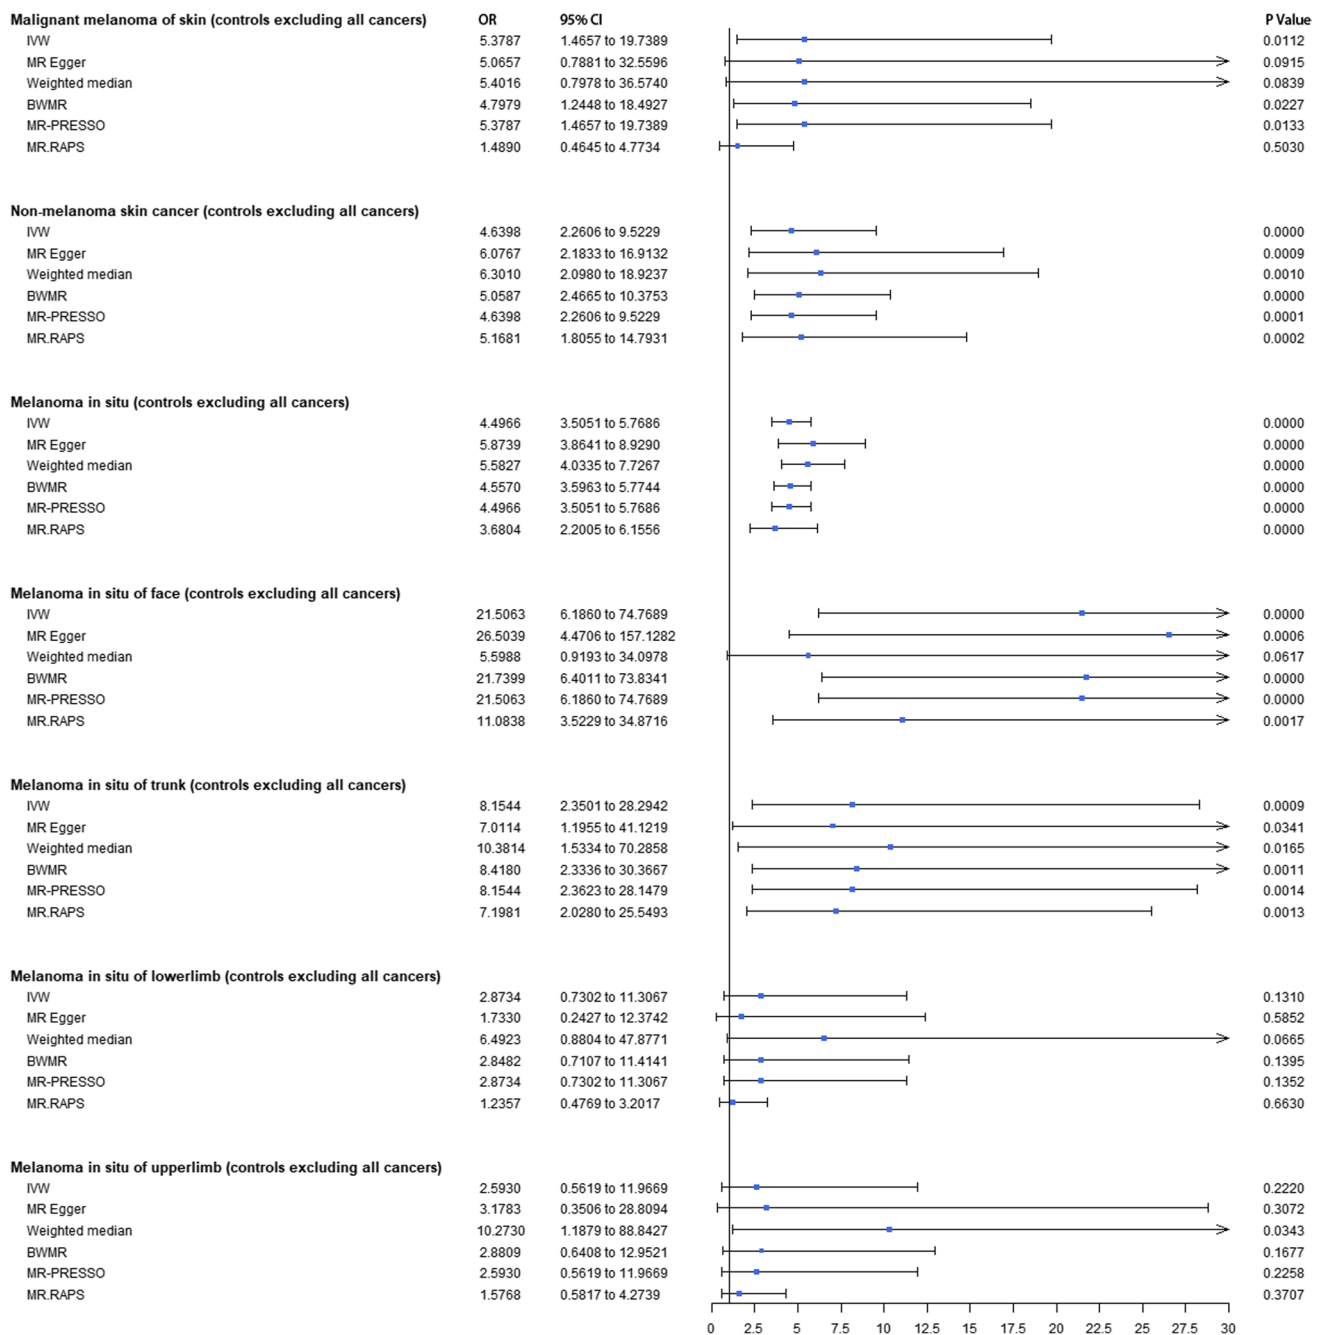 Malignant melanoma of skin (controls excluding all cancers) OR 95% CI P Value
IVW 5.3787 1.4657 to 19.7389 0.0112
MR Egger 5.0657 0.7881 to 32.5596 0.0915
Weighted median 5.4016 0.7978 to 36.5740 0.0839
BWMR 4.7979 1.2448 to 18.4927 0.0227
MR-PRESSO 5.3787 1.4657 to 19.7389 0.0133
MR.RAPS 1.4890 0.4645 to 4.7734 0.5030
Non-melanoma skin cancer (controls excluding all cancers)
IVW 4.6398 2.2606 to 9.5229 0.0000
MR Egger 6.0767 2.1833 to 16.9132 0.0009
Weighted median 6.3010 2.0980 to 18.9237 0.0010
BWMR 5.0587 2.4665 to 10.3753 0.0000
MR-PRESSO 4.6398 2.2606 to 9.5229 0.0001
MR.RAPS 5.1681 1.8055 to 14.7931 0.0002
Melanoma in situ (controls excluding all cancers)
IVW 4.4966 3.5051 to 5.7686 0.0000
MR Egger 5.8739 3.8641 to 8.9290 0.0000
Weighted median 5.5827 4.0335 to 7.7267 0.0000
BWMR 4.5570 3.5963 to 5.7744 0.0000
MR-PRESSO 4.4966 3.5051 to 5.7686 0.0000
MR.RAPS 3.6804 2.2005 to 6.1556 0.0000
Melanoma in situ of face (controls excluding all cancers)
IVW 21.5063 6.1860 to 74.7689 0.0000
MR Egger 26.5039 4.4706 to 157.1282 0.0006
Weighted median 5.5988 0.9193 to 34.0978 0.0617
BWMR 21.7399 6.4011 to 73.8341 0.0000
MR-PRESSO 21.5063 6.1860 to 74.7689 0.0000
MR.RAPS 11.0838 3.5229 to 34.8716 0.0017
Melanoma in situ of trunk (controls excluding all cancers)
IVW 8.1544 2.3501 to 28.2942 0.0009
MR Egger 7.0114 1.1955 to 41.1219 0.0341
Weighted median 10.3814 1.5334 to 70.2858 0.0165
BWMR 8.4180 2.3336 to 30.3667 0.0011
MR-PRESSO 8.1544 2.3623 to 28.1479 0.0014
MR.RAPS 7.1981 2.0280 to 25.5493 0.0013
Melanoma in situ of lowerlimb (controls excluding all cancers)
IVW 2.8734 0.7302 to 11.3067 0.1310
MR Egger 1.7330 0.2427 to 12.3742 0.5852
Weighted median 6.4923 0.8804 to 47.8771 0.0665
BWMR 2.8482 0.7107 to 11.4141 0.1395
MR-PRESSO 2.8734 0.7302 to 11.3067 0.1352
MR.RAPS 1.2357 0.4769 to 3.2017 0.6630
Melanoma in situ of upperlimb (controls excluding all cancers)
IVW 2.5930 0.5619 to 11.9669 0.2220
MR Egger 3.1783 0.3506 to 28.8094 0.3072
Weighted median 10.2730 1.1879 to 88.8427 0.0343
BWMR 2.8809 0.6408 to 12.9521 0.1677
MR-PRESSO 2.5930 0.5619 to 11.9669 0.2258
MR.RAPS 1.5768 0.5817 to 4.2739 0.3707
0 2.5 5 7.5 10 12.5 15 17.5 20 22.5 25 27.5 30